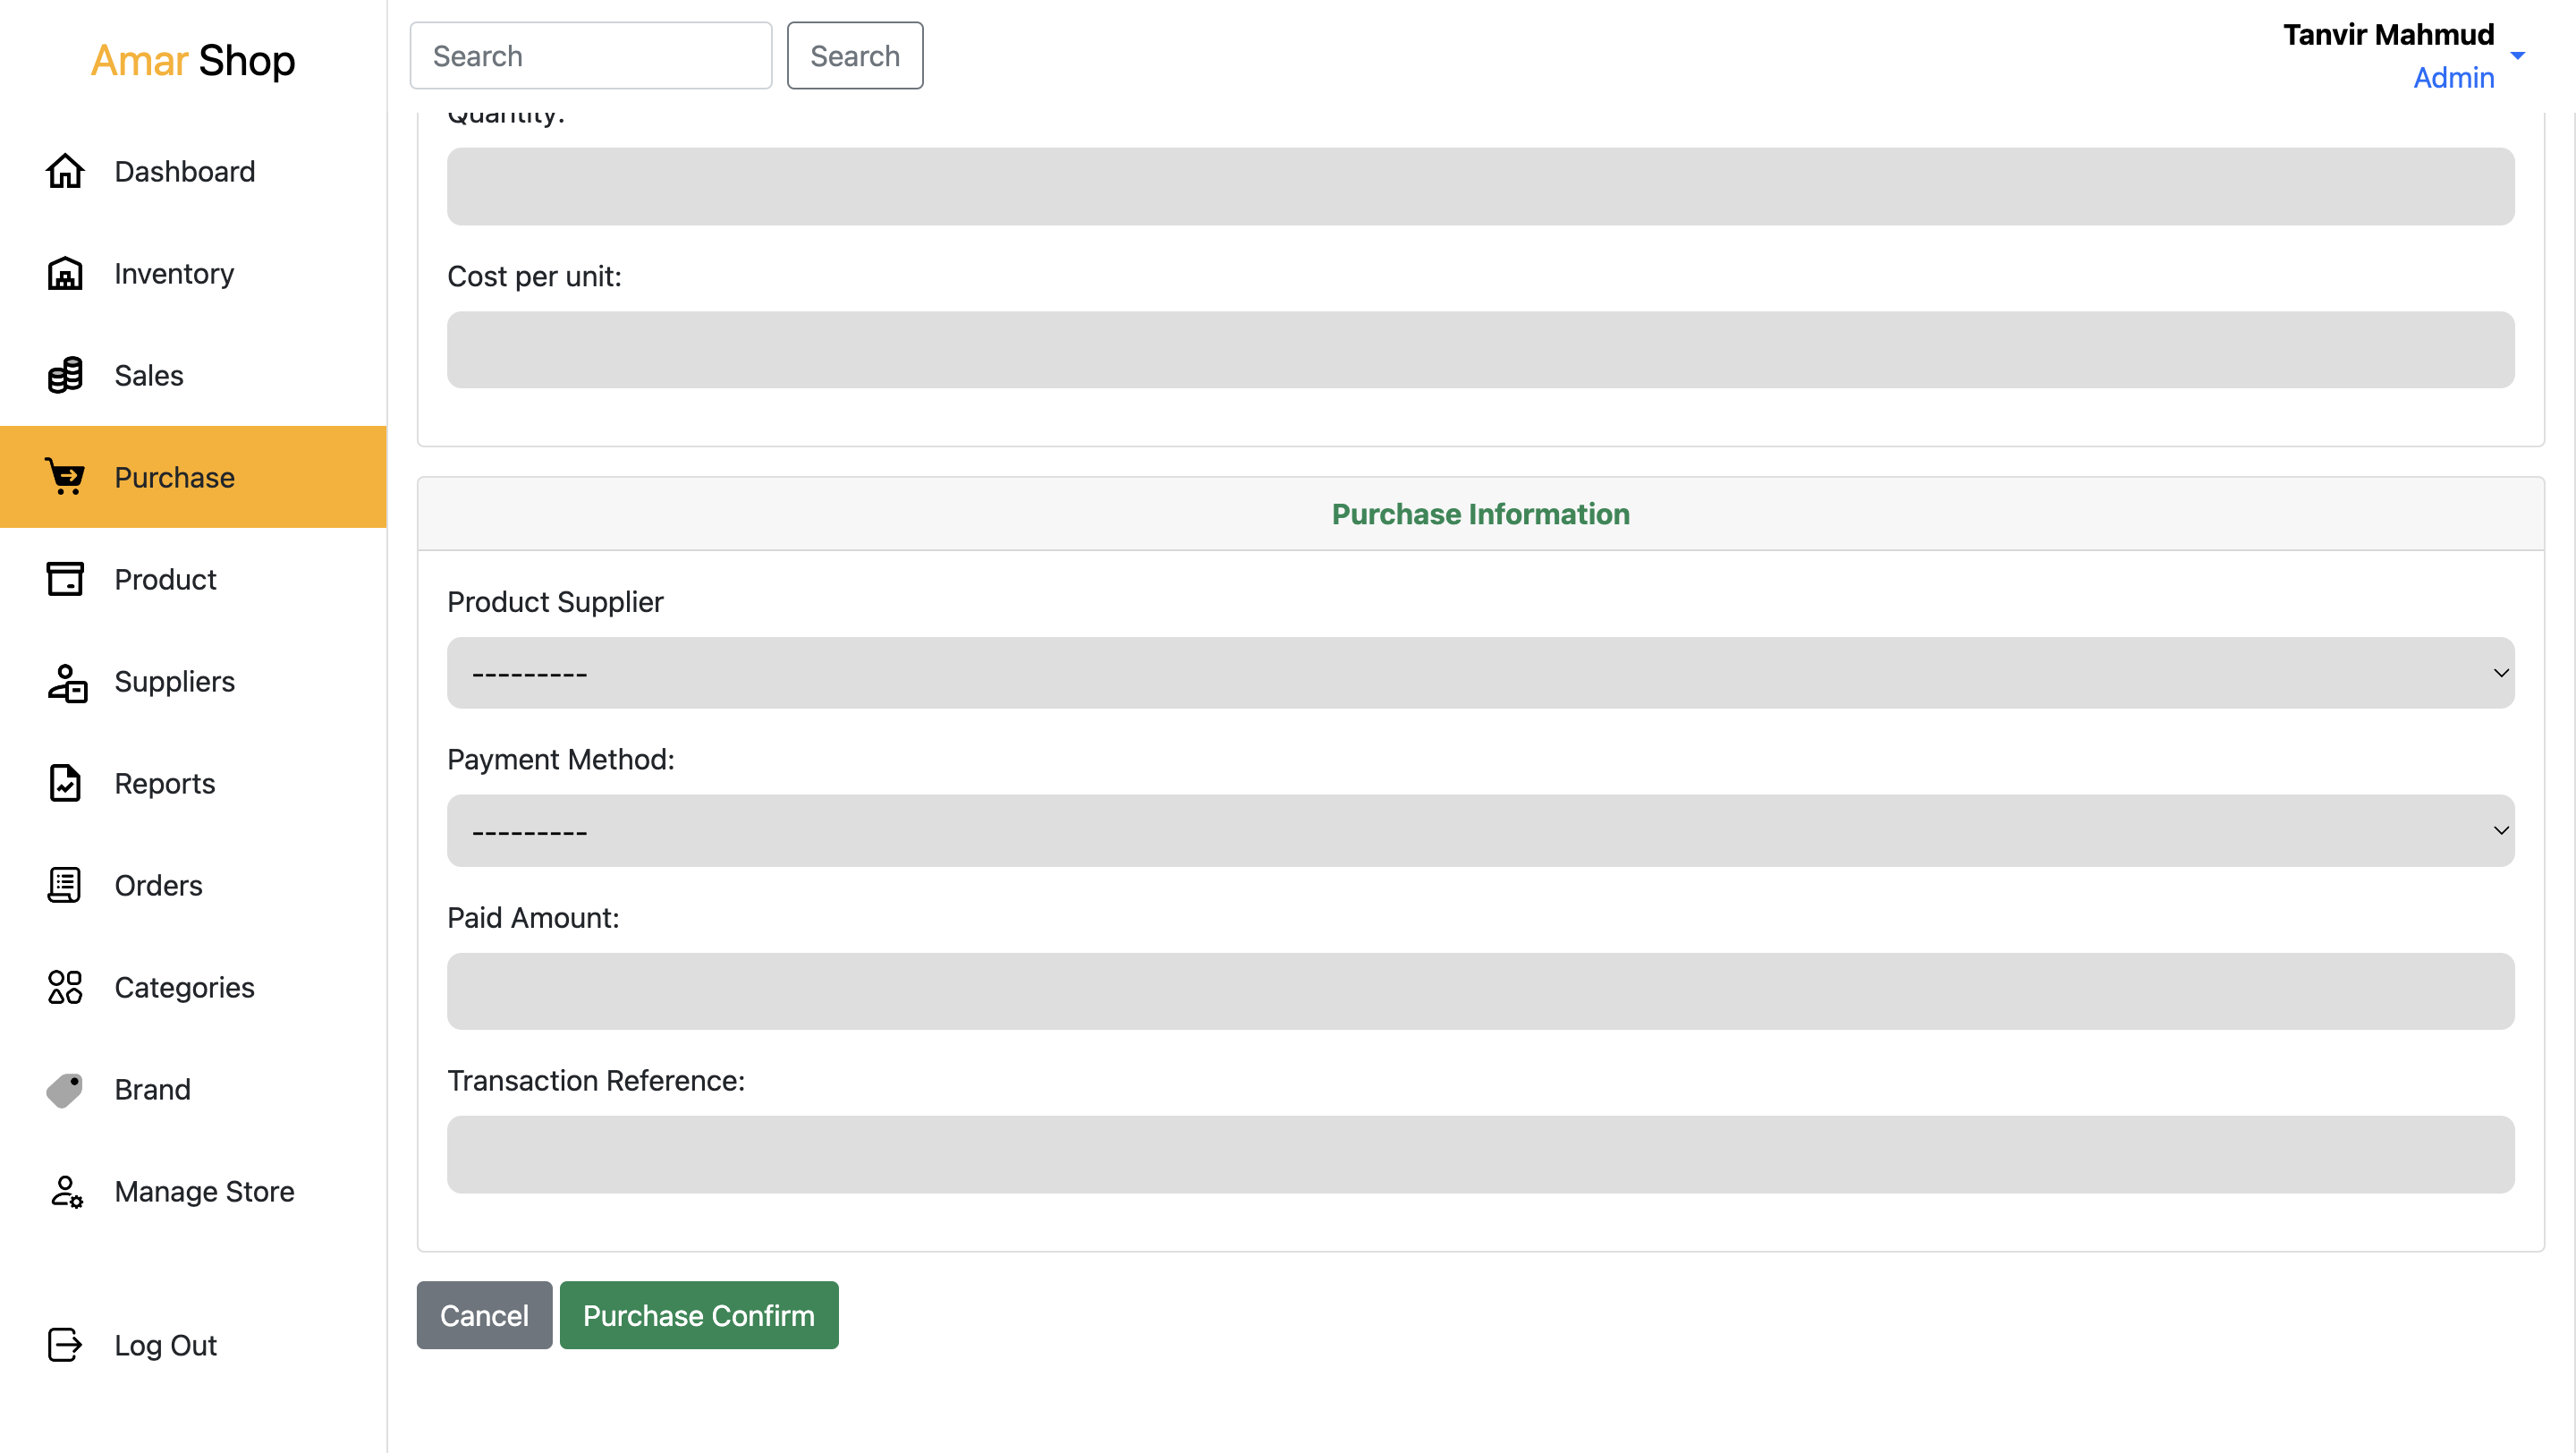 Amar Shop
Search
Search
Tanvir Mahmud
Admin
Dashboard
Inventory
Sales
Purchase
Product
Suppliers
Reports
Orders
Categories
Brand
Manage Store
Log Out
Quantity:
Cost per unit:
Purchase Information
Product Supplier
---------
Payment Method:
---------
Paid Amount:
Transaction Reference:
Cancel
Purchase Confirm